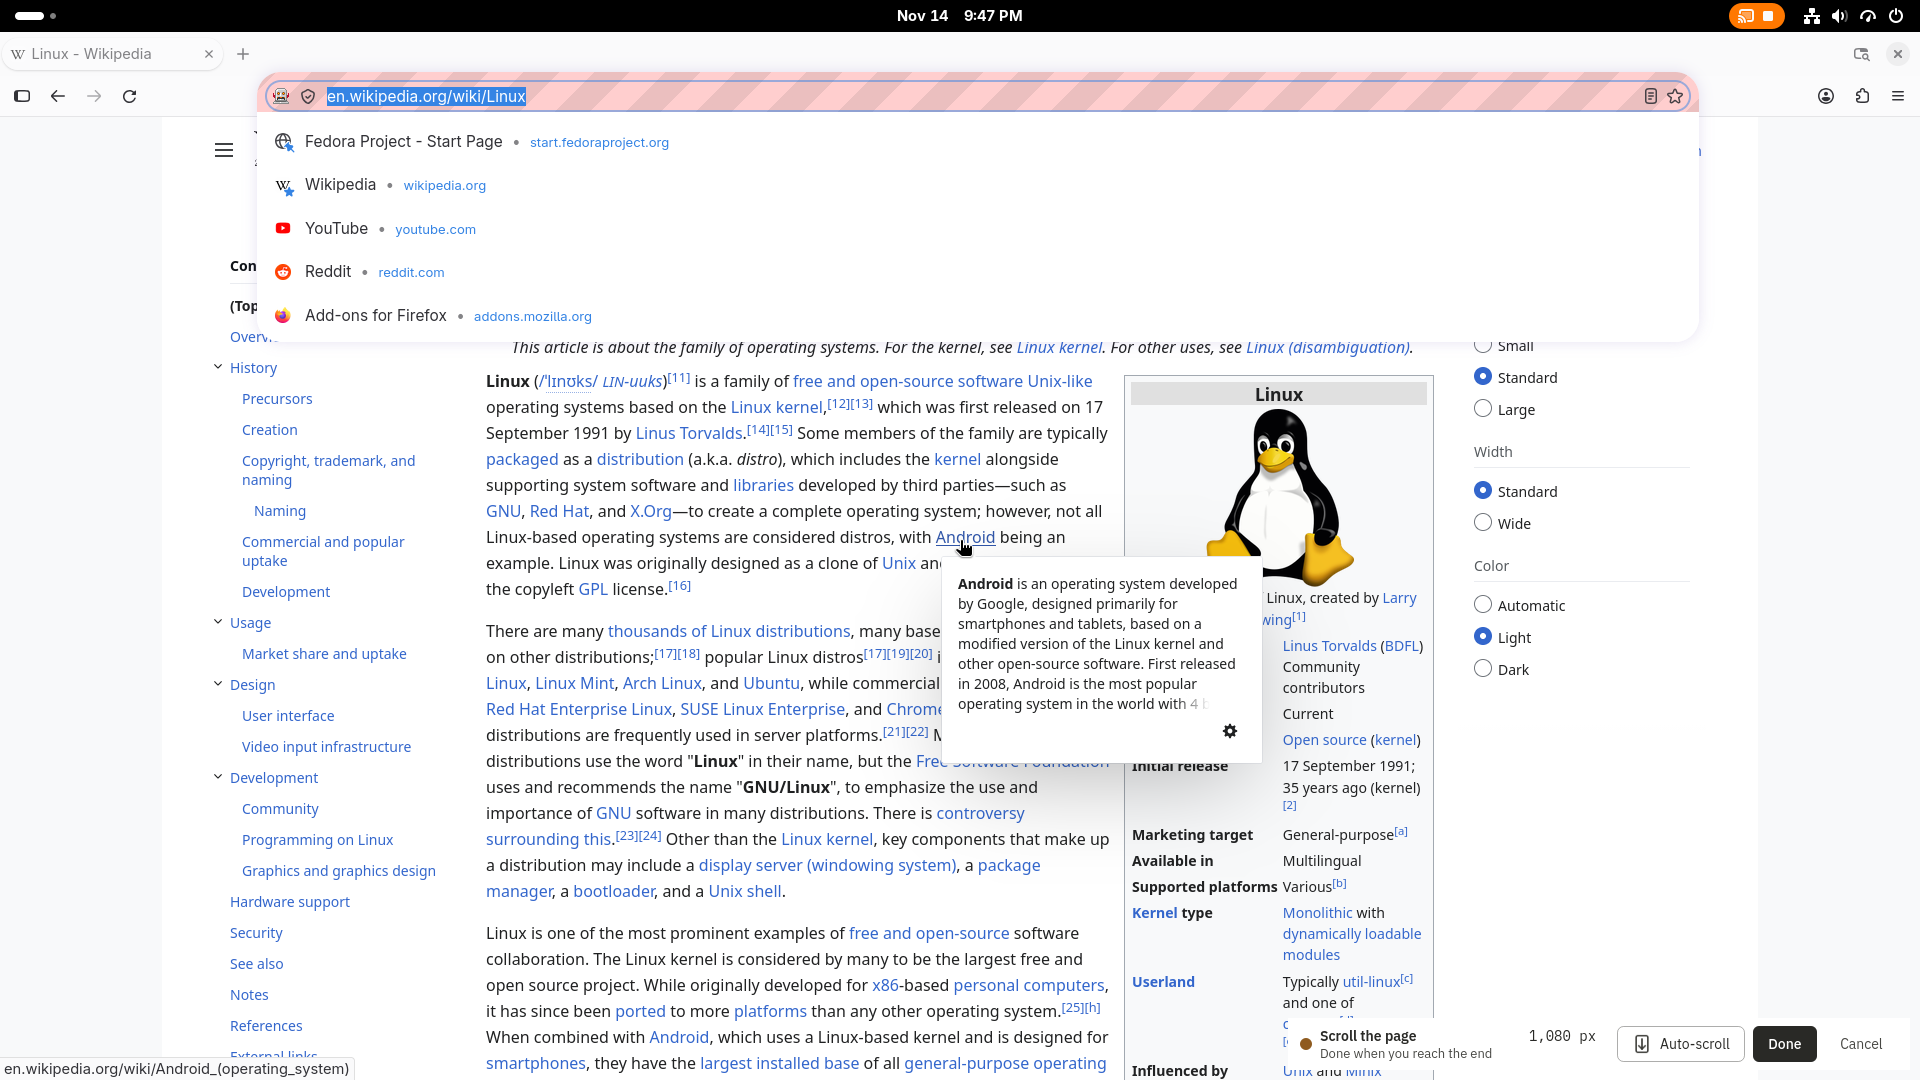 Nov 14 9:47 PM
Linux - Wikipedia
en.wikipedia.org/wiki/Linux
Fedora Project - Start Page • start.fedoraproject.org
Wikipedia • wikipedia.org
YouTube • youtube.com
Reddit • reddit.com
Add-ons for Firefox • addons.mozilla.org
Con
(Top
Overv
History
Precursors
Creation
Copyright, trademark, and
naming
Naming
Commercial and popular
uptake
Development
Usage
Market share and uptake
Design
User interface
Video input infrastructure
Development
Community
Programming on Linux
Graphics and graphics design
Hardware support
Security
See also
Notes
References
External links
This article is about the family of operating systems. For the kernel, see Linux kernel. For other uses, see Linux (disambiguation).
Linux (/ˈlɪnʊks/ LIN-uuks)[11] is a family of free and open-source software Unix-like
operating systems based on the Linux kernel,[12][13] which was first released on 17
September 1991 by Linus Torvalds.[14][15] Some members of the family are typically
packaged as a distribution (a.k.a. distro), which includes the kernel alongside
supporting system software and libraries developed by third parties—such as
GNU, Red Hat, and X.Org—to create a complete operating system; however, not all
Linux-based operating systems are considered distros, with Android being an
example. Linux was originally designed as a clone of Unix an
the copyleft GPL license.[16]
There are many thousands of Linux distributions, many base
on other distributions;[17][18] popular Linux distros[17][19][20] i
Linux, Linux Mint, Arch Linux, and Ubuntu, while commercial
Red Hat Enterprise Linux, SUSE Linux Enterprise, and Chrome
distributions are frequently used in server platforms.[21][22] M
distributions use the word "Linux" in their name, but the Free Software Foundation
uses and recommends the name "GNU/Linux", to emphasize the use and
importance of GNU software in many distributions. There is controversy
surrounding this.[23][24] Other than the Linux kernel, key components that make up
a distribution may include a display server (windowing system), a package
manager, a bootloader, and a Unix shell.
Linux is one of the most prominent examples of free and open-source software
collaboration. The Linux kernel is considered by many to be the largest free and
open source project. While originally developed for x86-based personal computers,
it has since been ported to more platforms than any other operating system.[25][h]
When combined with Android, which uses a Linux-based kernel and is designed for
smartphones, they have the largest installed base of all general-purpose operating
Android is an operating system developed
by Google, designed primarily for
smartphones and tablets, based on a
modified version of the Linux kernel and
other open-source software. First released
in 2008, Android is the most popular
operating system in the world with 4 b
Linux
Linux, created by Larry
wing[1]
Linus Torvalds (BDFL)
Community
contributors
Current
Open source (kernel)
Initial release 17 September 1991;
35 years ago (kernel)
[2]
Marketing target General-purpose[a]
Available in Multilingual
Supported platforms Various[b]
Kernel type Monolithic with
dynamically loadable
modules
Userland Typically util-linux[c]
and one of
Influenced by Unix and Minix
Small
Standard
Large
Width
Standard
Wide
Color
Automatic
Light
Dark
Scroll the page
Done when you reach the end
1,080 px
Auto-scroll
Done
Cancel
en.wikipedia.org/wiki/Android_(operating_system)